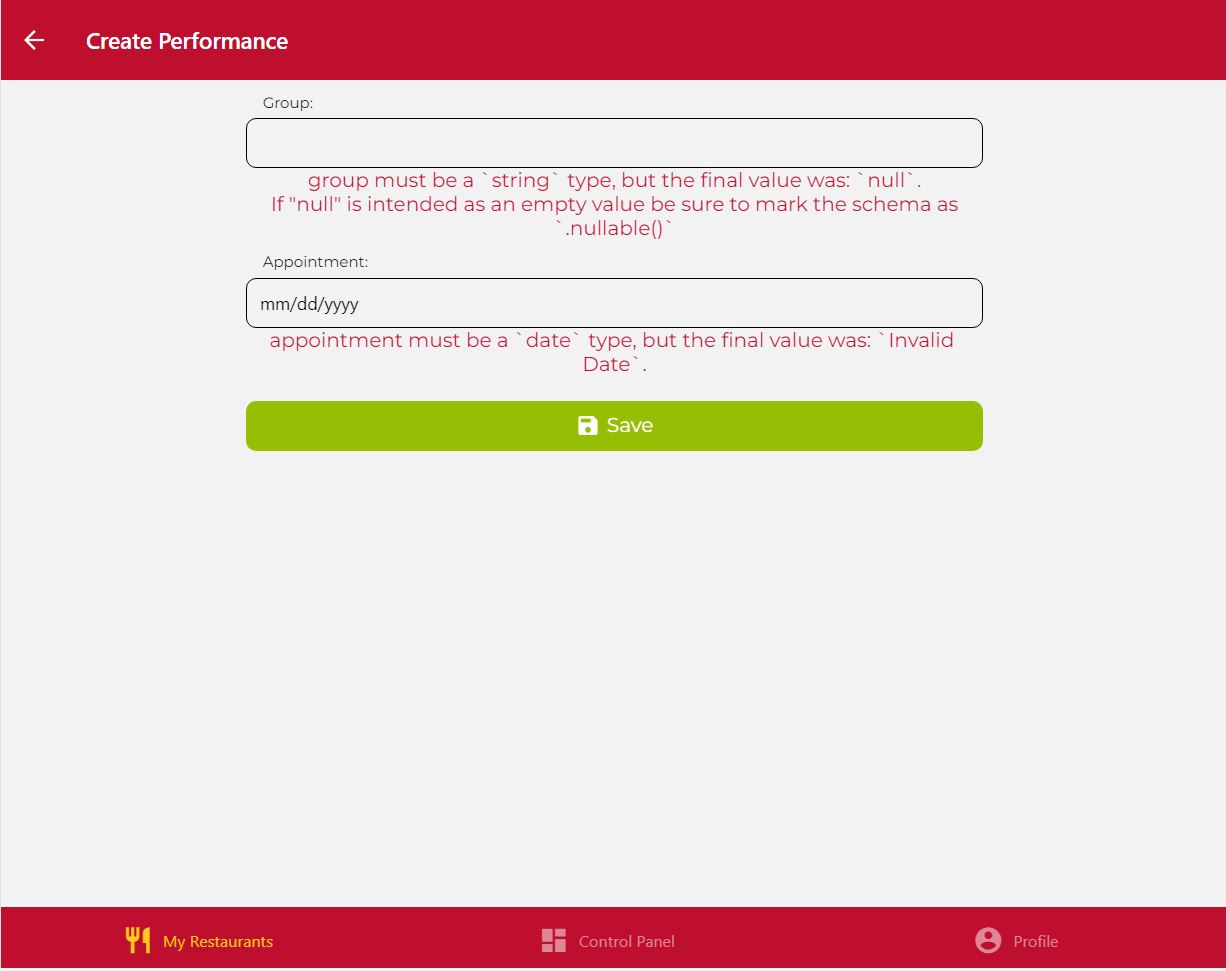 Create Performance
Group:
group must be a `string` type, but the final value was: `null`.
If "null" is intended as an empty value be sure to mark the schema as
`.nullable()`
Appointment:
mm/dd/yyyy
appointment must be a `date` type, but the final value was: `Invalid
Date`.
Save
My Restaurants
Control Panel
Profile